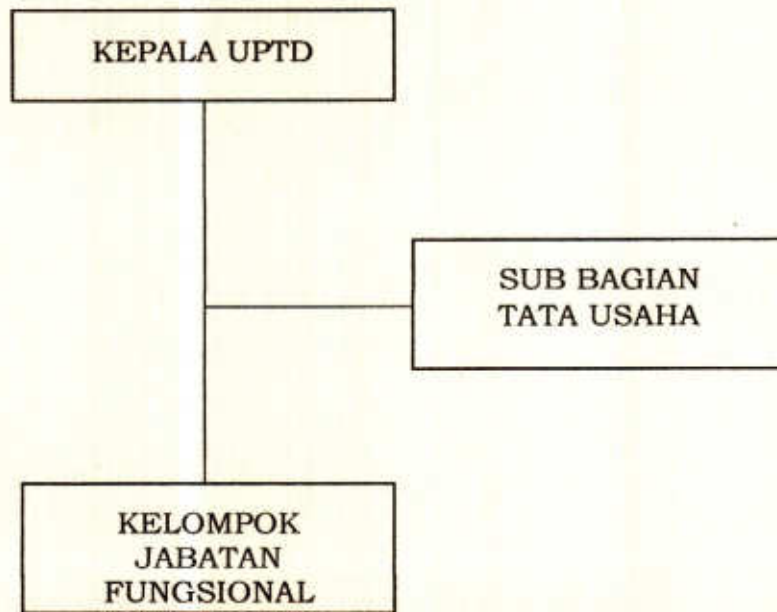 KEPALA UPTD
SUB BAGIAN
TATA USAHA
KELOMPOK
JABATAN
FUNGSIONAL